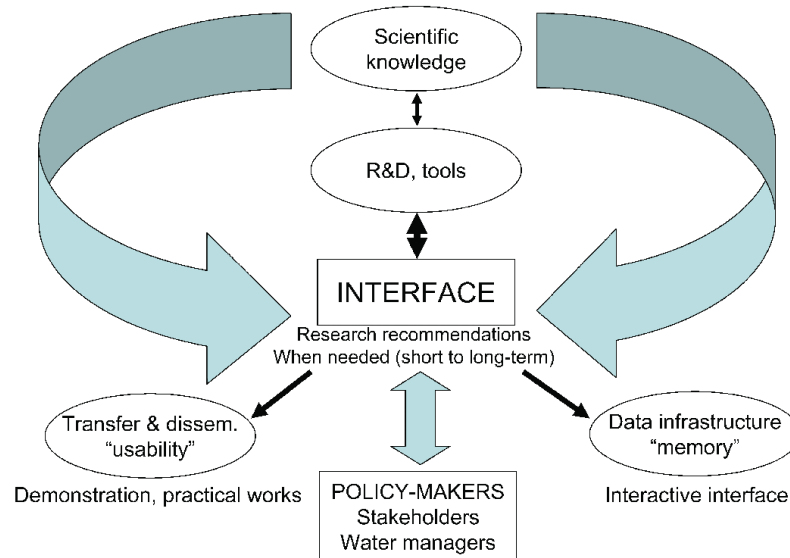 Scientific
knowledge
R&D, tools
INTERFACE
Research recommendations
When needed (short to long-term)
Transfer & dissem.
“usability”
Demonstration, practical works
Data infrastructure
“memory”
Interactive interface
POLICY-MAKERS
Stakeholders
Water managers